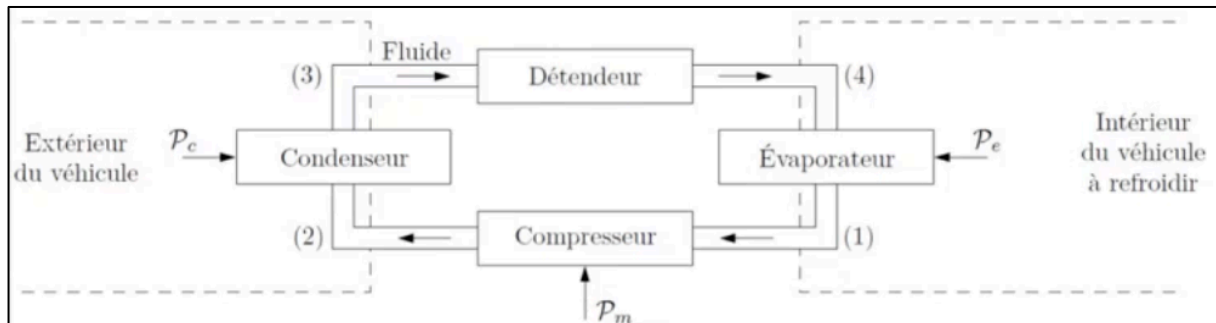 Fluide
(3)
Détendeur
(4)
Extérieur
du véhicule
𝒫c
Condenseur
Évaporateur
𝒫e
Intérieur
du véhicule
à refroidir
(2)
Compresseur
(1)
𝒫m